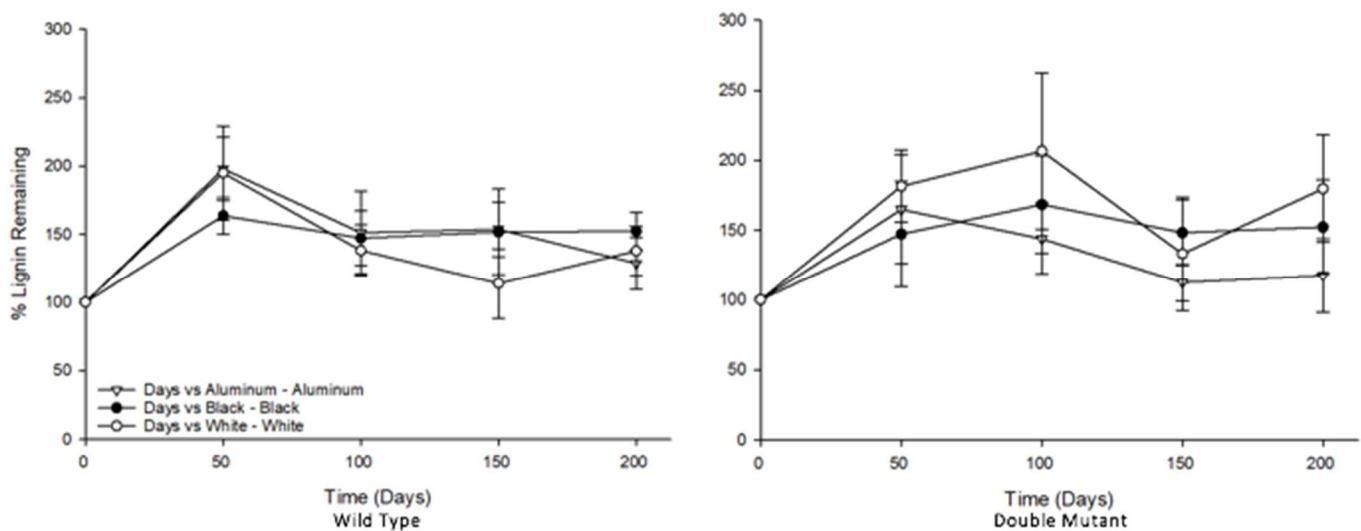 300
250
200
150
100
50
0
% Lignin Remaining
Days vs Aluminum - Aluminum
Days vs Black - Black
Days vs White - White
0 50 100 150 200
Time (Days)
Wild Type
300
250
200
150
100
50
0
0 50 100 150 200
Time (Days)
Double Mutant